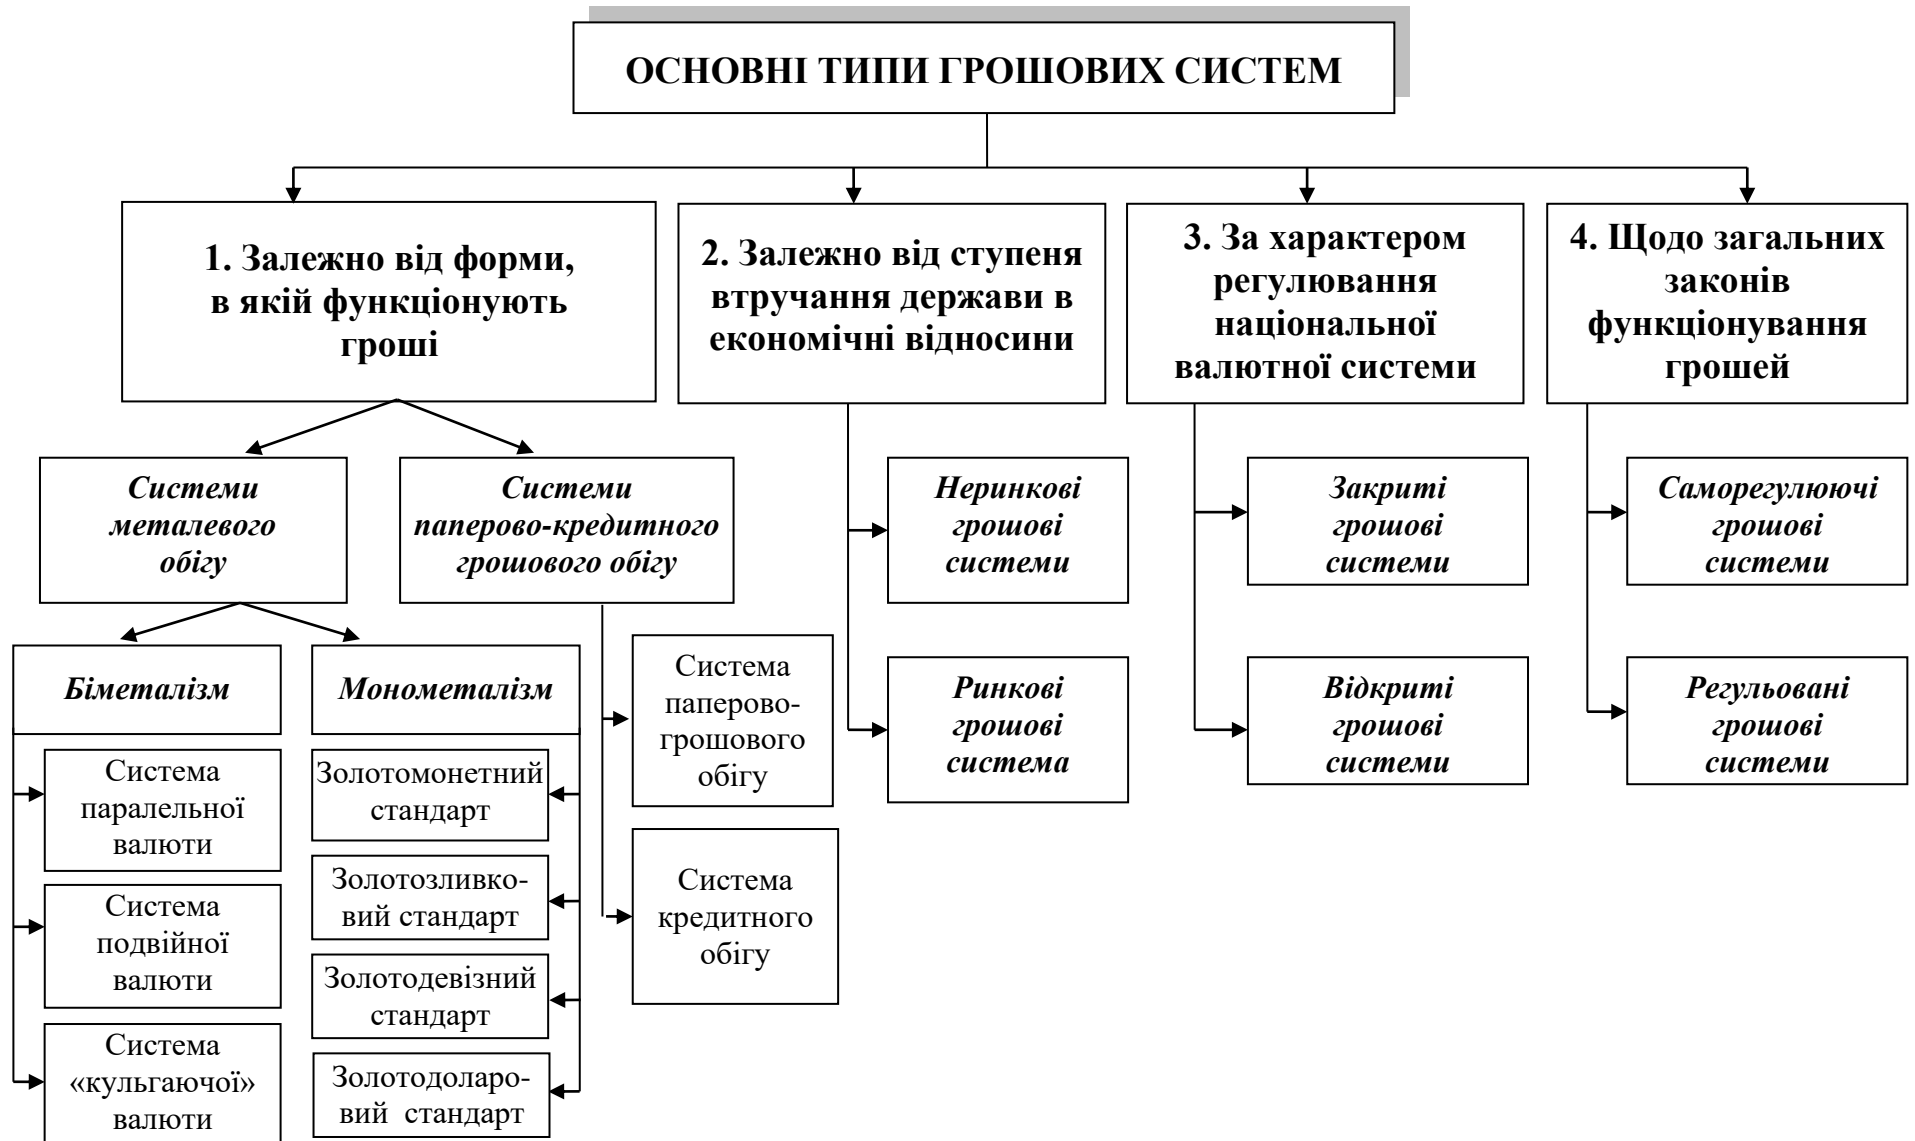 ОСНОВНІ ТИПИ ГРОШОВИХ СИСТЕМ
1. Залежно від форми,
в якій функціонують
гроші
2. Залежно від ступеня
втручання держави в
економічні відносини
3. За характером
регулювання
національної
валютної системи
4. Щодо загальних
законів
функціонування
грошей
Системи
металевого
обігу
Системи
паперово-кредитного
грошового обігу
Неринкові
грошові
системи
Закриті
грошові
системи
Саморегулюючі
грошові
системи
Біметалізм
Монометалізм
Система
паперово-
грошового
обігу
Ринкові
грошові
система
Відкриті
грошові
системи
Регульовані
грошові
системи
Система
паралельної
валюти
Золотомонетний
стандарт
Система
подвійної
валюти
Золотозливко-
вий стандарт
Система
кредитного
обігу
Золотодевізний
стандарт
Система
«кульгаючої»
валюти
Золотодоларо-
вий стандарт